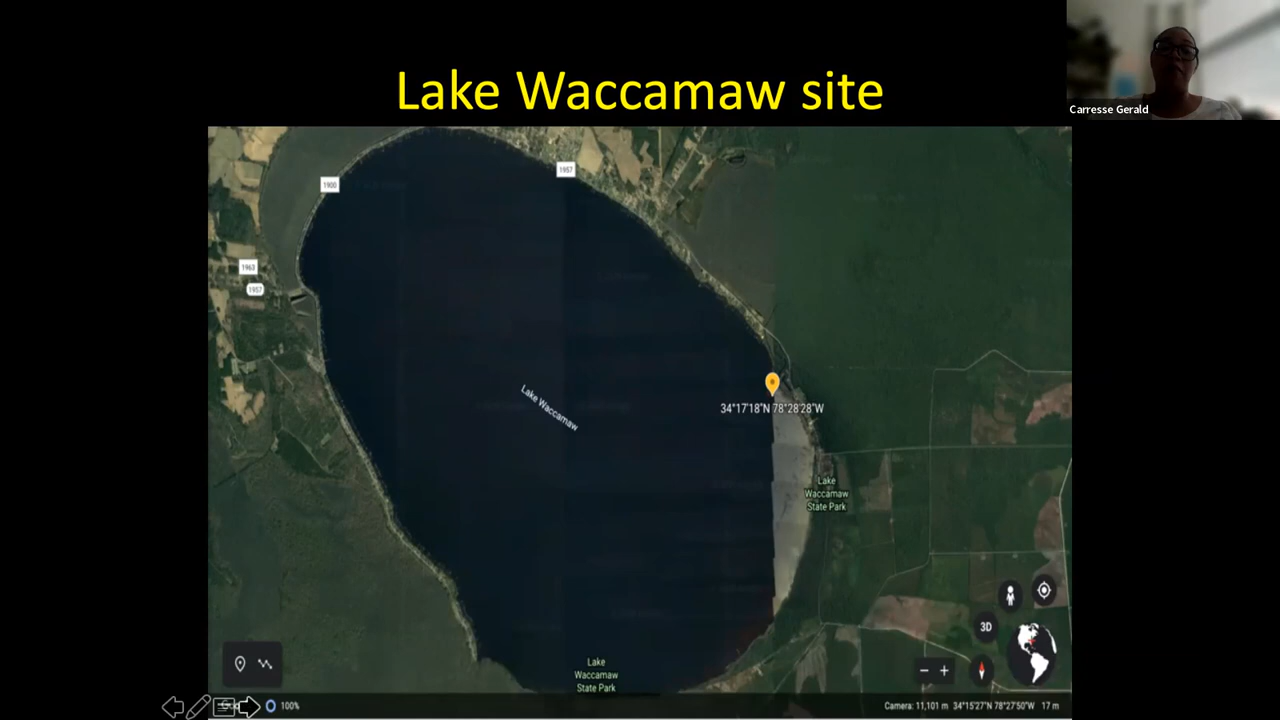 Lake Waccamaw site
Carresse Gerald
1900
1957
1963
1957
Lake Waccamaw
34°17'18"N 78°28'28"W
Lake
Waccamaw
State Park
3D
Lake
Waccamaw
State Park
100%
Camera: 11,101 m 34°15'27"N 78°27'50"W 17 m